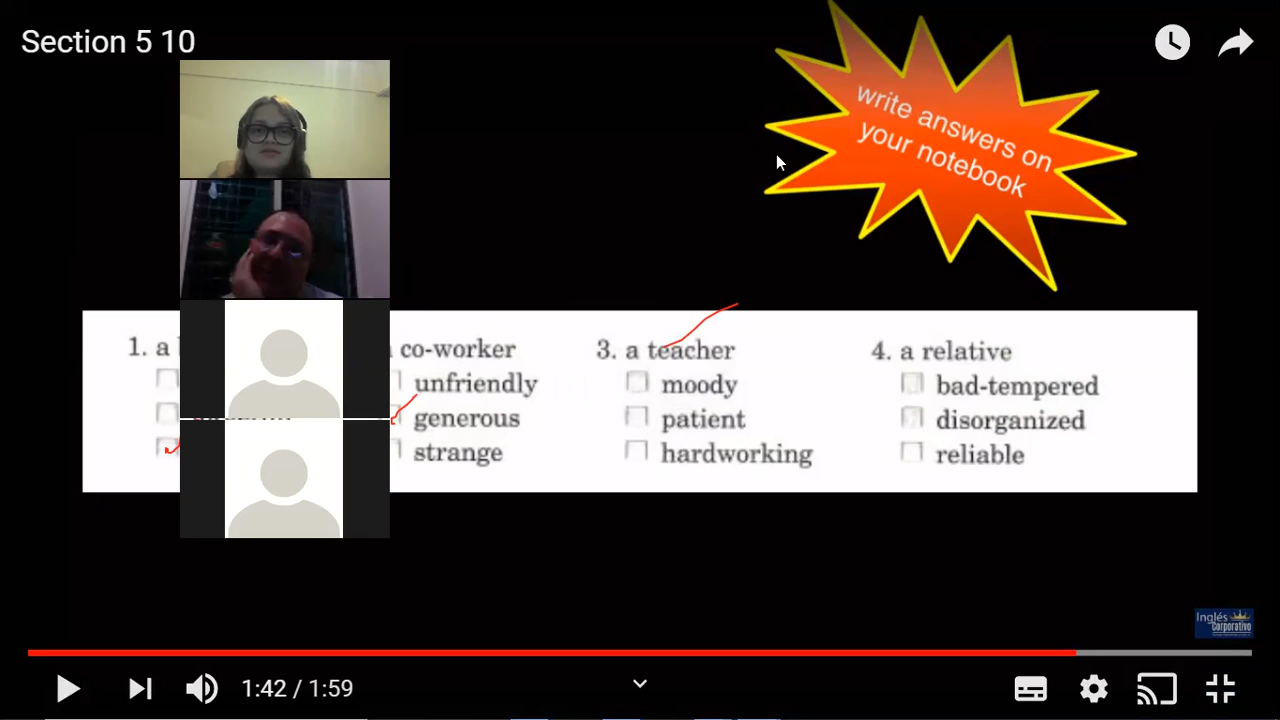 Section 5 10
write answers on
your notebook
1. a
co-worker
unfriendly
generous
strange
3. a teacher
moody
patient
hardworking
4. a relative
bad-tempered
disorganized
reliable
Inglés
Corporativo
1:42 / 1:59